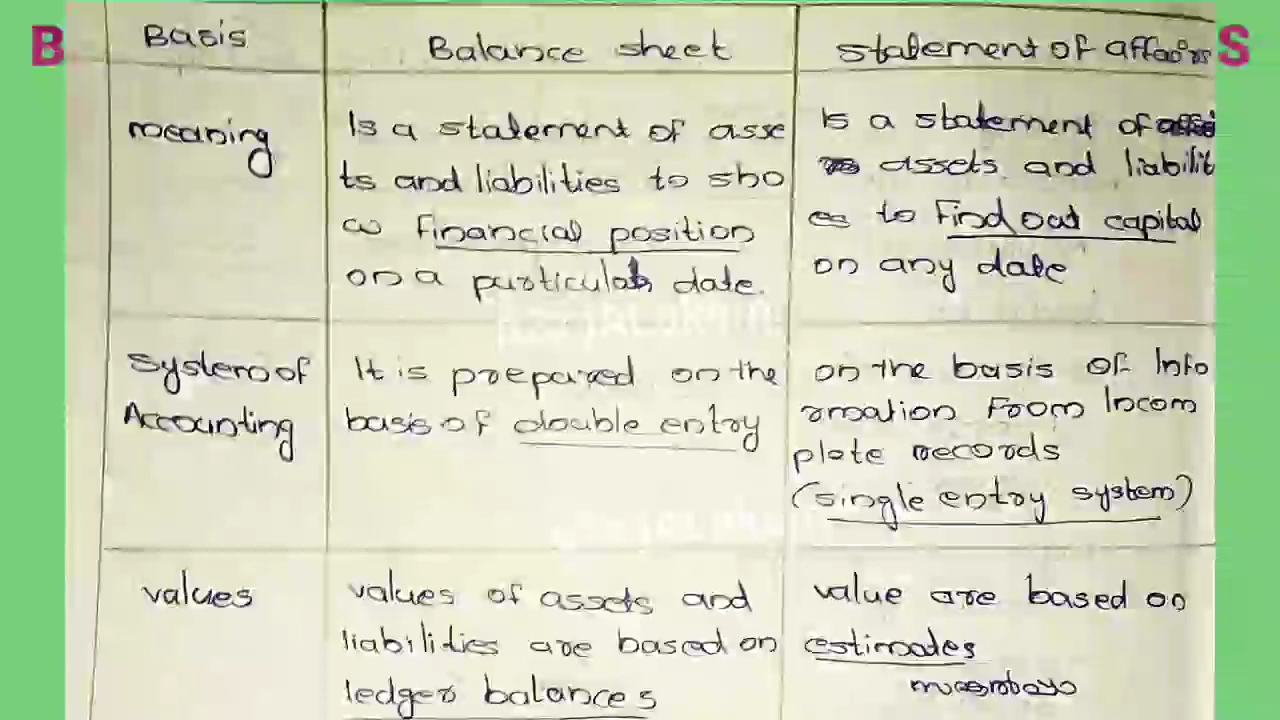 B
S
Basis
Balance sheet
Statement of affairs
meaning
Is a statement of asse
ts and liabilities to sho
w financial position
on a particular date.
Is a statement of
assets and liabilit
es to Find out capital
on any date
System of
Accounting
It is prepared on the
basis of double entry
on the basis of Info
rmation From Incom
plete records
(single entry system)
values
values of assets and
liabilities are based on
ledger balances
value are based on
estimates